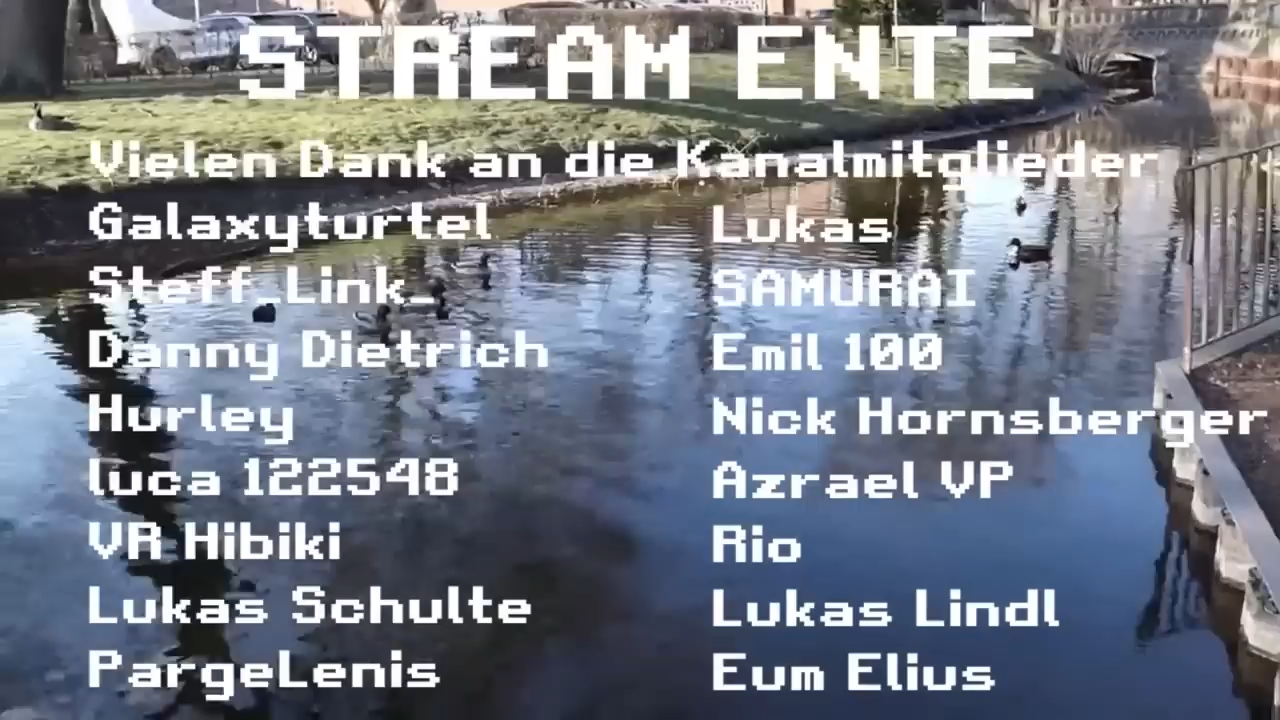 STREAM ENTE
Vielen Dank an die Kanalmitglieder
Galaxyturtel
Steff_Link_
Danny Dietrich
Hurley
luca 122548
VR Hibiki
Lukas Schulte
PargeLenis
Lukas
SAMURAI
Emil 100
Nick Hornsberger
Azrael VP
Rio
Lukas Lindl
Eum Elius